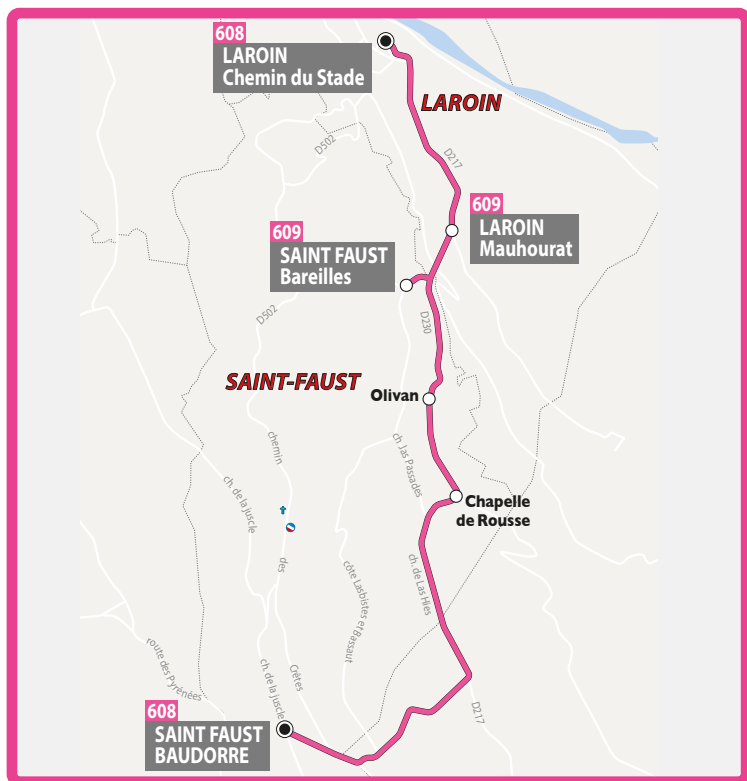 608
LAROIN
Chemin du Stade
LAROIN
D502
D217
609
LAROIN
Mauhourat
609
SAINT FAUST
Bareilles
D502
D230
SAINT-FAUST
Olivan
chemin
ch. las Passades
ch. de la juscle
Chapelle
de Rousse
des
ch. de Las Hies
côte Lasbistes et Bassaut
route des Pyrénées
ch. de la juscle
Crêtes
D217
608
SAINT FAUST
BAUDORRE